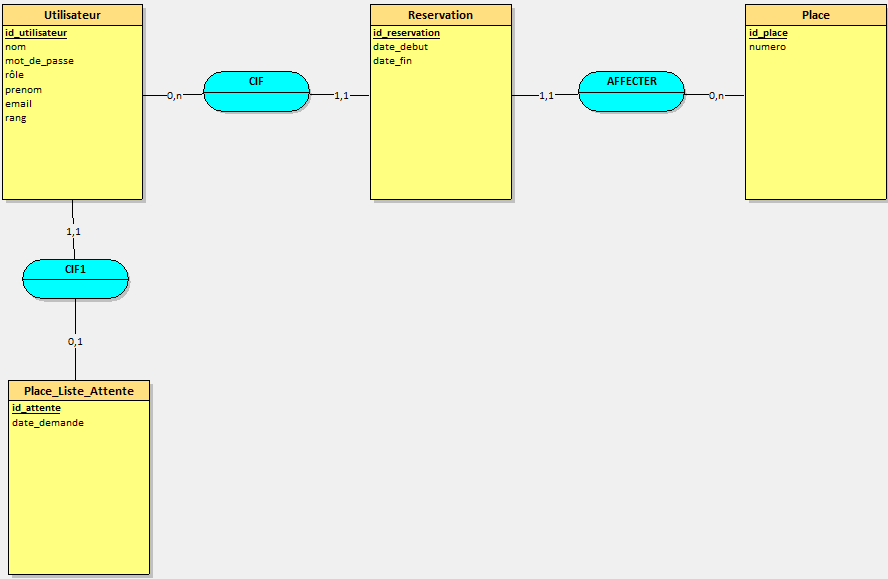 Utilisateur
id_utilisateur
nom
mot_de_passe
rôle
prenom
email
rang
0,n
CIF
1,1
Reservation
id_reservation
date_debut
date_fin
1,1
AFFECTER
0,n
Place
id_place
numero
1,1
CIF1
0,1
Place_Liste_Attente
id_attente
date_demande